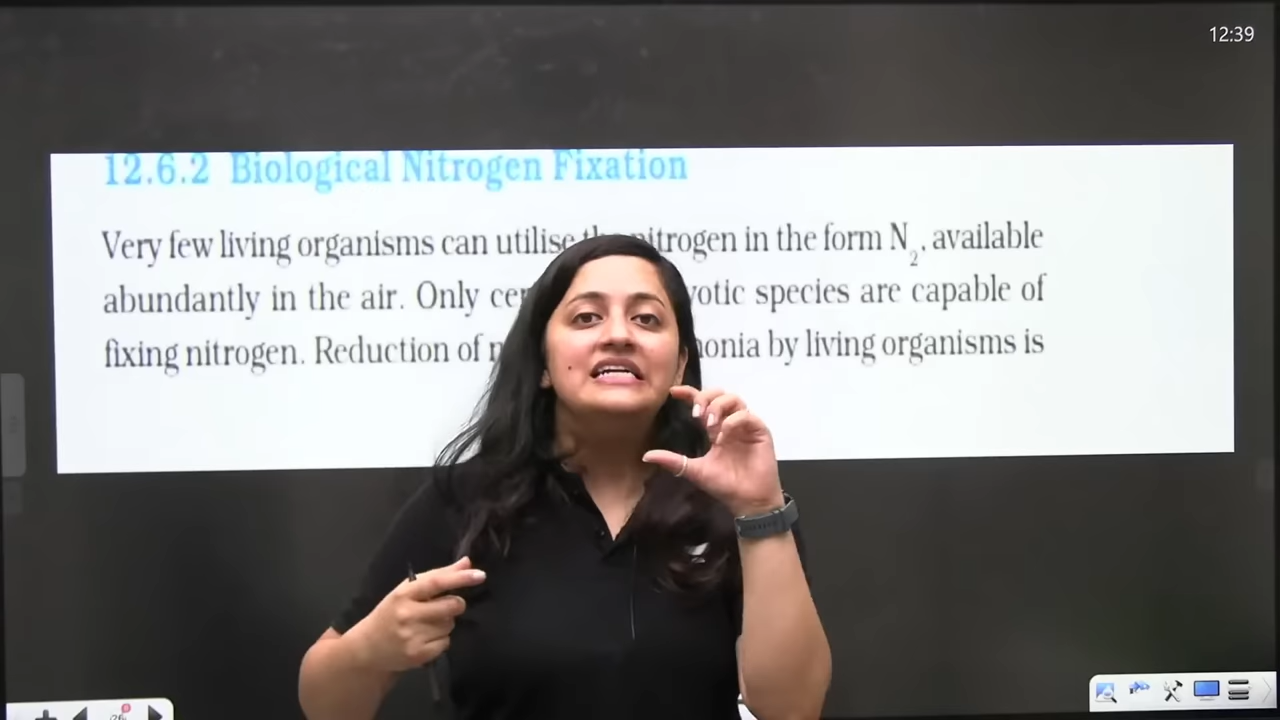 12:39
12.6.2 Biological Nitrogen Fixation
Very few living organisms can utilise the nitrogen in the form N2, available
abundantly in the air. Only cer yotic species are capable of
fixing nitrogen. Reduction of n onia by living organisms is
26